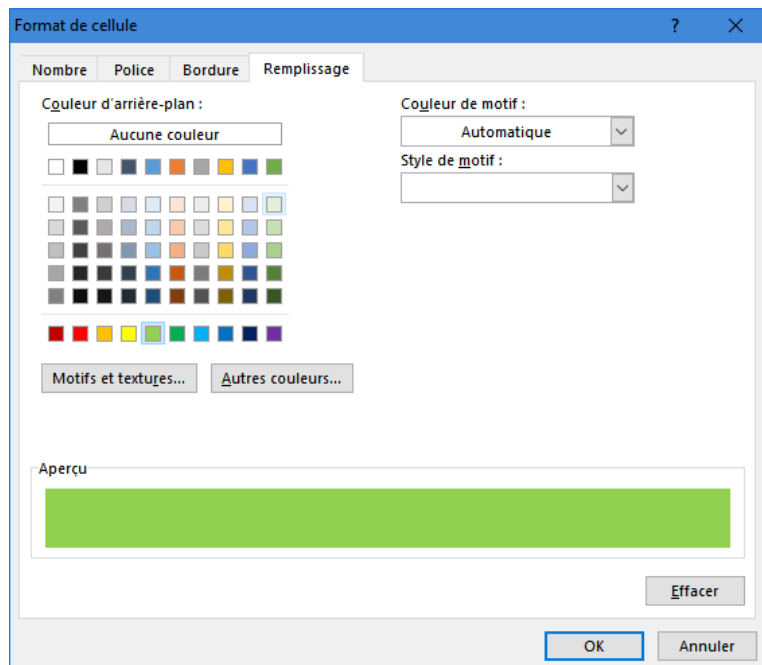 Format de cellule ? ×
Nombre Police Bordure Remplissage
Couleur d'arrière-plan :
Aucune couleur
Couleur de motif :
Automatique
Style de motif :
Motifs et textures... Autres couleurs...
Aperçu
Effacer
OK Annuler